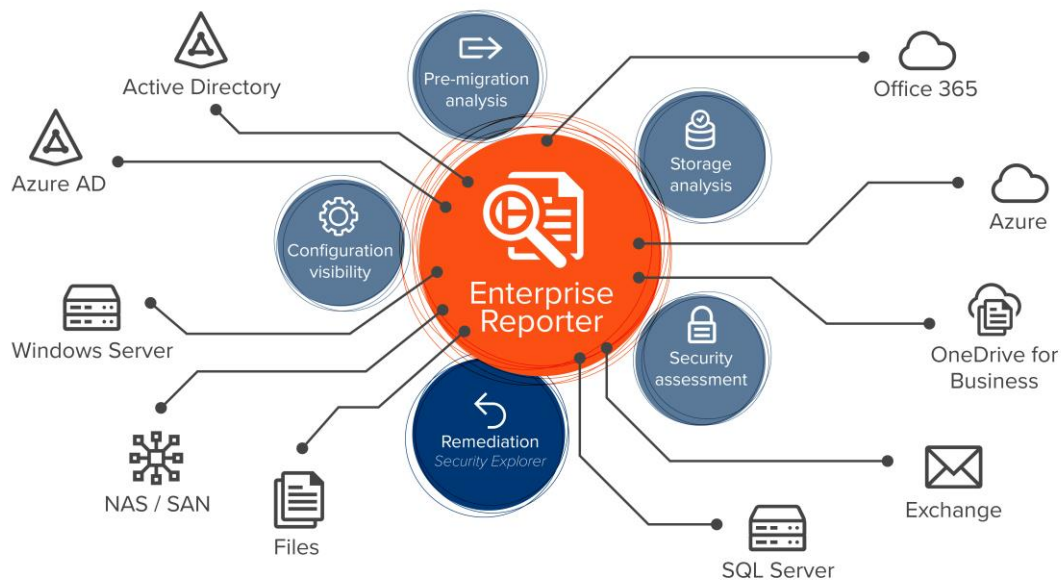 Active Directory
Azure AD
Windows Server
NAS / SAN
Files
Pre-migration
analysis
Configuration
visibility
Enterprise
Reporter
Storage
analysis
Security
assessment
Remediation
Security Explorer
Office 365
Azure
OneDrive for
Business
Exchange
SQL Server